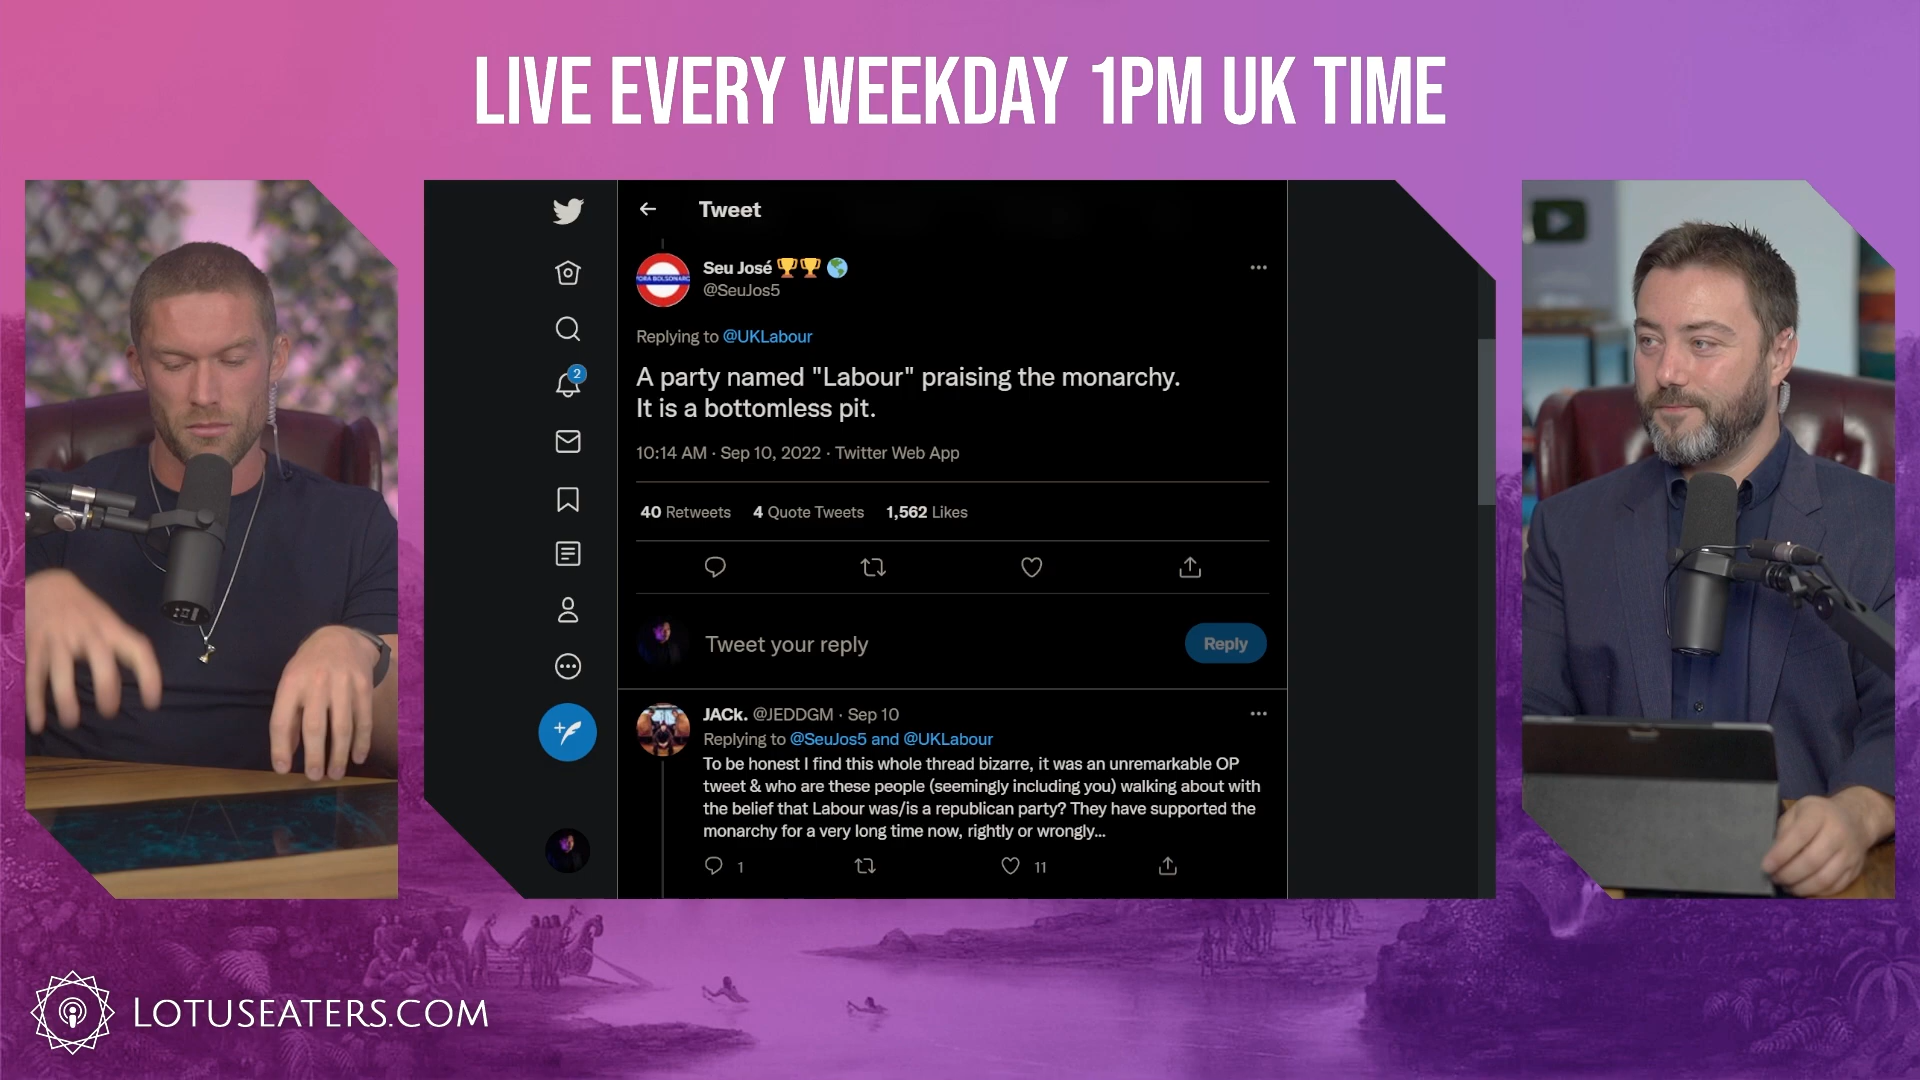 LIVE EVERY WEEKDAY 1PM UK TIME
Tweet
Seu José
@SeuJos5
Replying to @UKLabour
A party named "Labour" praising the monarchy.
It is a bottomless pit.
10:14 AM · Sep 10, 2022 · Twitter Web App
40 Retweets 4 Quote Tweets 1,562 Likes
Tweet your reply
Reply
2
JACk. @JEDDGM · Sep 10
Replying to @SeuJos5 and @UKLabour
To be honest I find this whole thread bizarre, it was an unremarkable OP
tweet & who are these people (seemingly including you) walking about with
the belief that Labour was/is a republican party? They have supported the
monarchy for a very long time now, rightly or wrongly...
1 11
LOTUSEATERS.COM